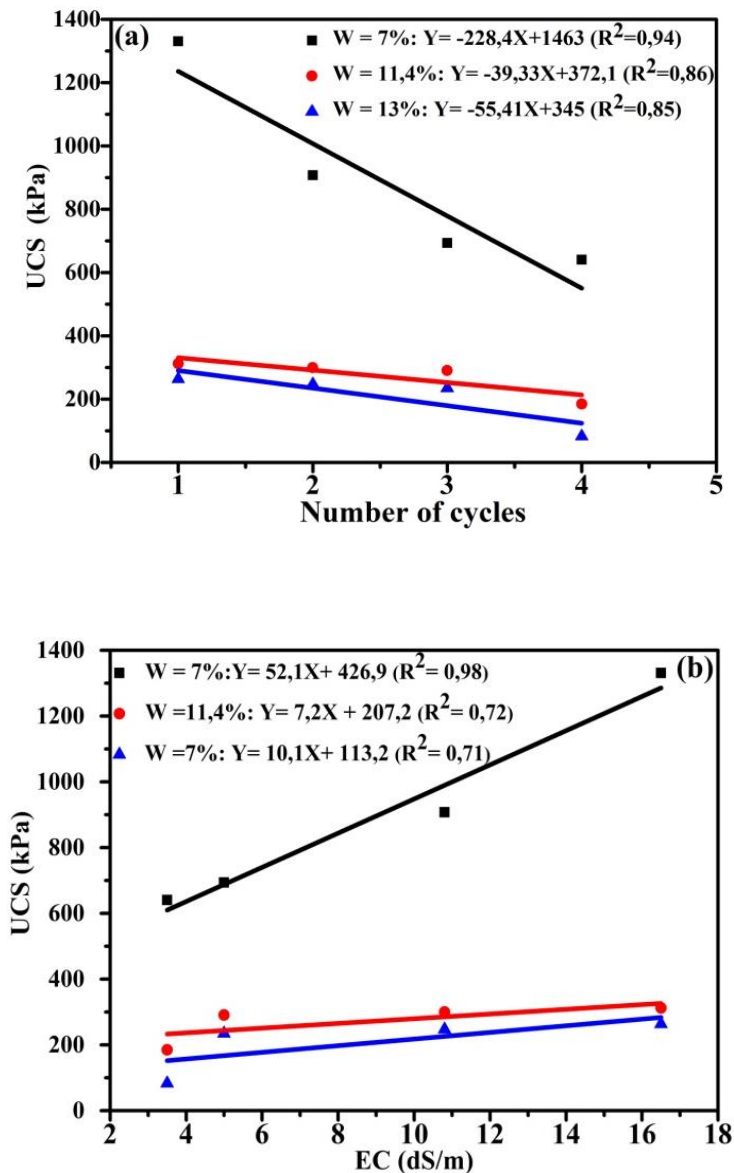 (a)
W = 7%: Y= -228,4X+1463 (R²=0,94)
W = 11,4%: Y= -39,33X+372,1 (R²=0,86)
W = 13%: Y= -55,41X+345 (R²=0,85)
1400
1200
1000
800
600
400
200
0
UCS (kPa)
1 2 3 4 5
Number of cycles
(b)
W = 7%:Y= 52,1X+ 426,9 (R²= 0,98)
W =11,4%: Y= 7,2X + 207,2 (R²= 0,72)
W =7%: Y= 10,1X+ 113,2 (R²= 0,71)
1400
1200
1000
800
600
400
200
0
UCS (kPa)
2 4 6 8 10 12 14 16 18
EC (dS/m)